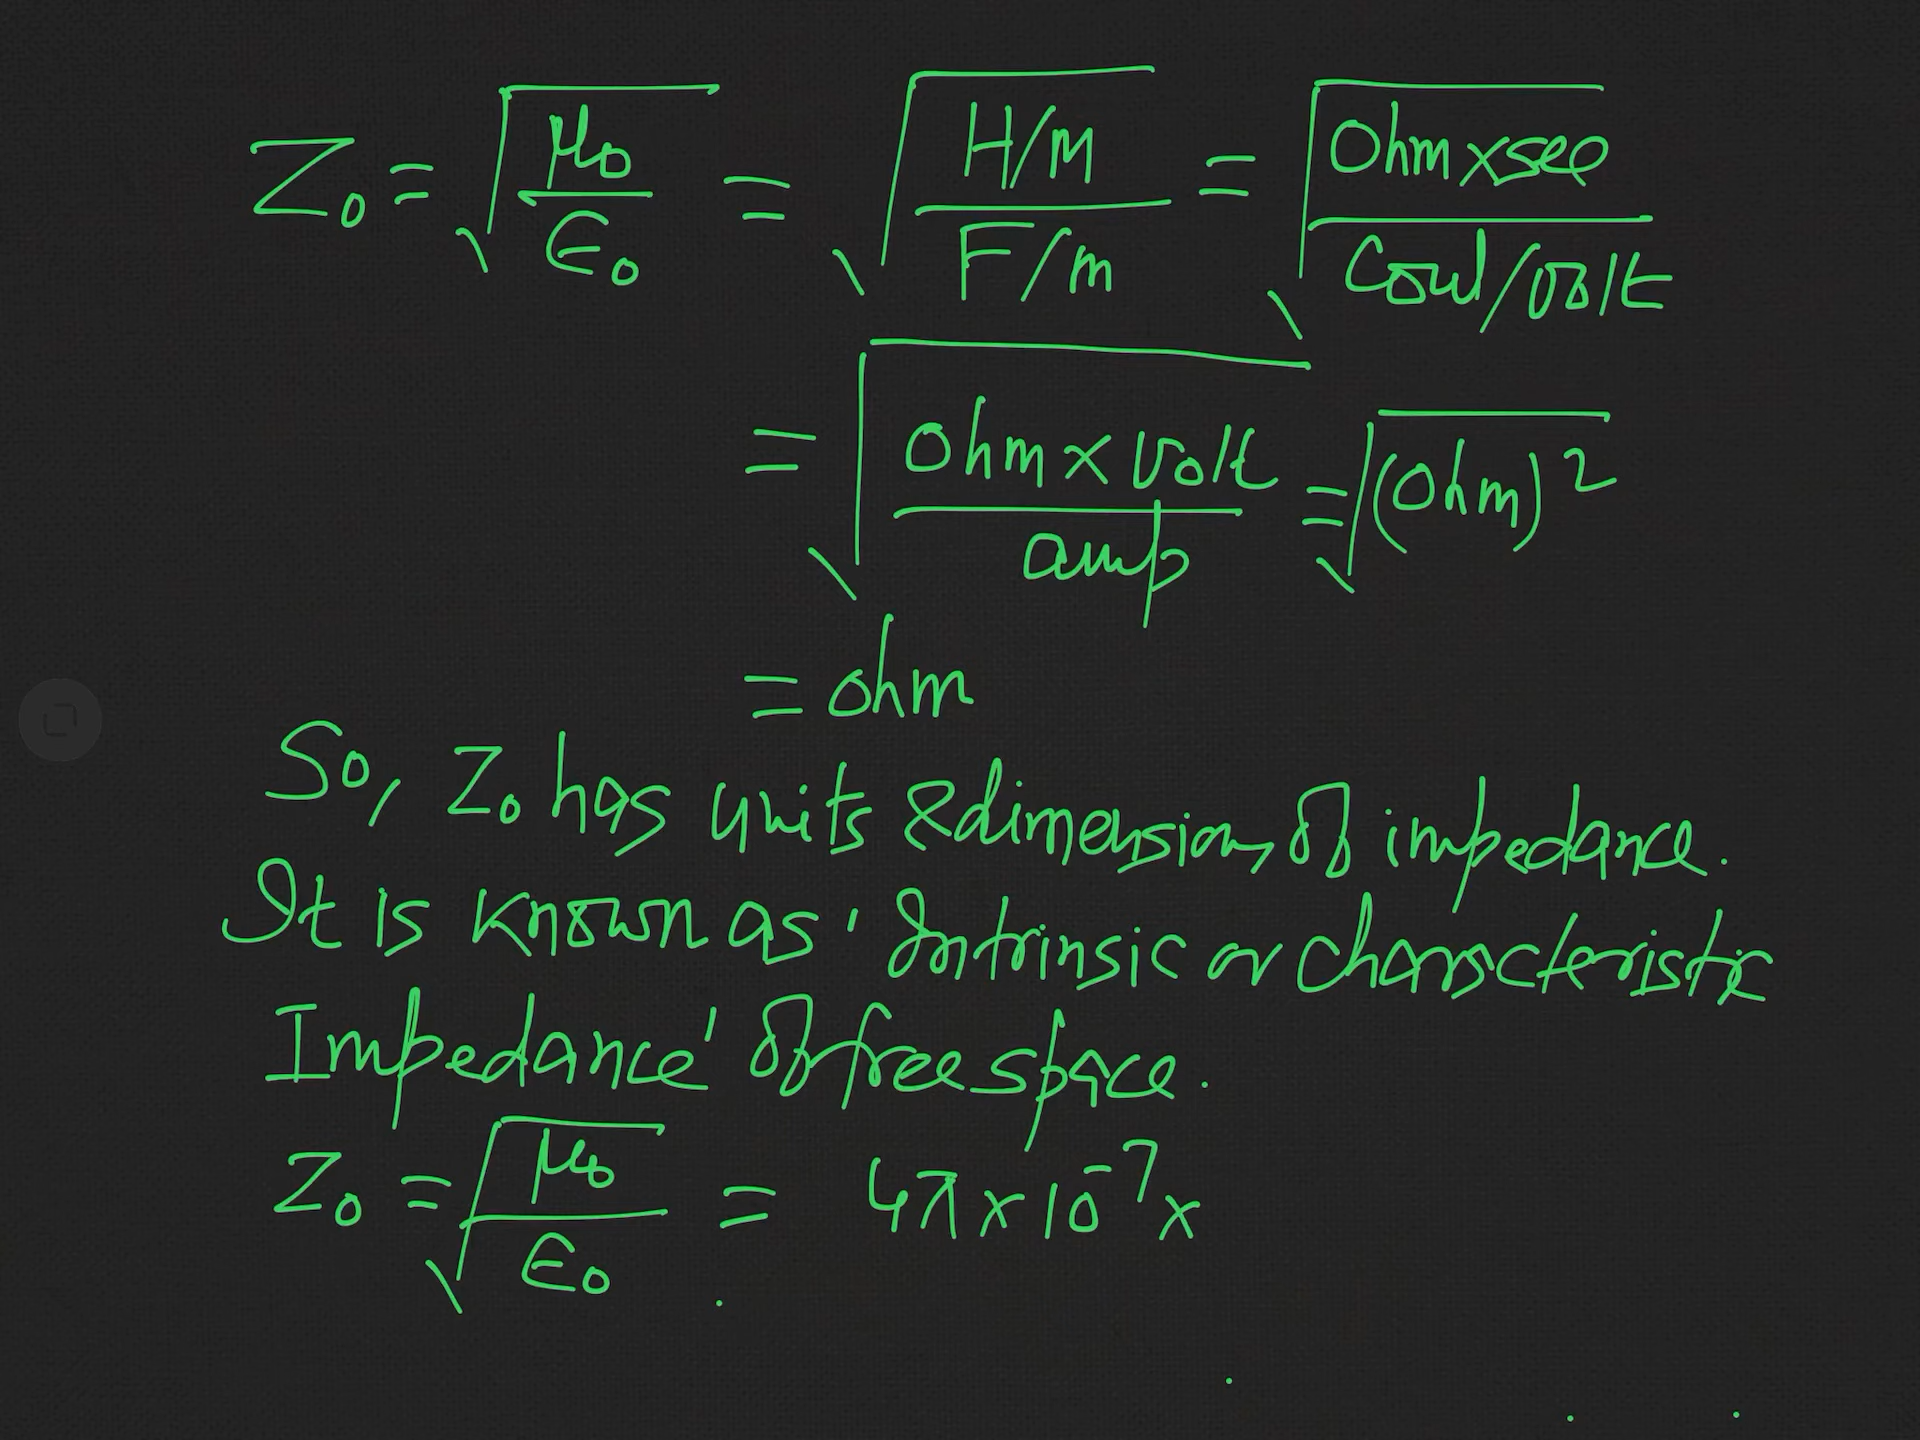 Z₀ = √(μ₀/ε₀) = √((H/m)/(F/m)) = √((Ohm × sec)/(Coul/volt))
= √((Ohm × volt)/amp) = √((Ohm)²)
= ohm
So, Z₀ has units & dimensions of impedance.
It is known as 'Intrinsic or characteristic
Impedance' of free space.
Z₀ = √(μ₀/ε₀) = 4π × 10⁻⁷ ×